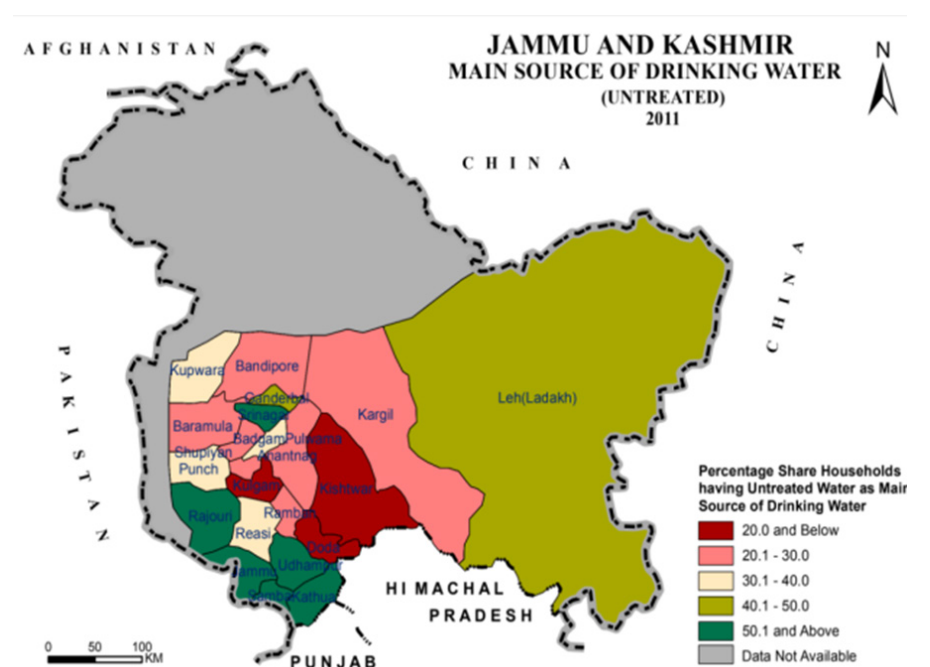 JAMMU AND KASHMIR
MAIN SOURCE OF DRINKING WATER
(UNTREATED)
2011
N
AFGHANISTAN
CHINA
CHINA
PAKISTAN
Kupwara
Bandipore
Ganderbal
Srinagar
Kargil
Leh(Ladakh)
Baramula
Badgam
Pulwama
Shupiyan
Anantnag
Punch
Kulgam
Kishtwar
Rajouri
Ramban
Reasi
Doda
Udhampur
Jammu
Samba
Kathua
HIMACHAL
PRADESH
PUNJAB
Percentage Share Households
having Untreated Water as Main
Source of Drinking Water
20.0 and Below
20.1 - 30.0
30.1 - 40.0
40.1 - 50.0
50.1 and Above
Data Not Available
0 50 100
KM